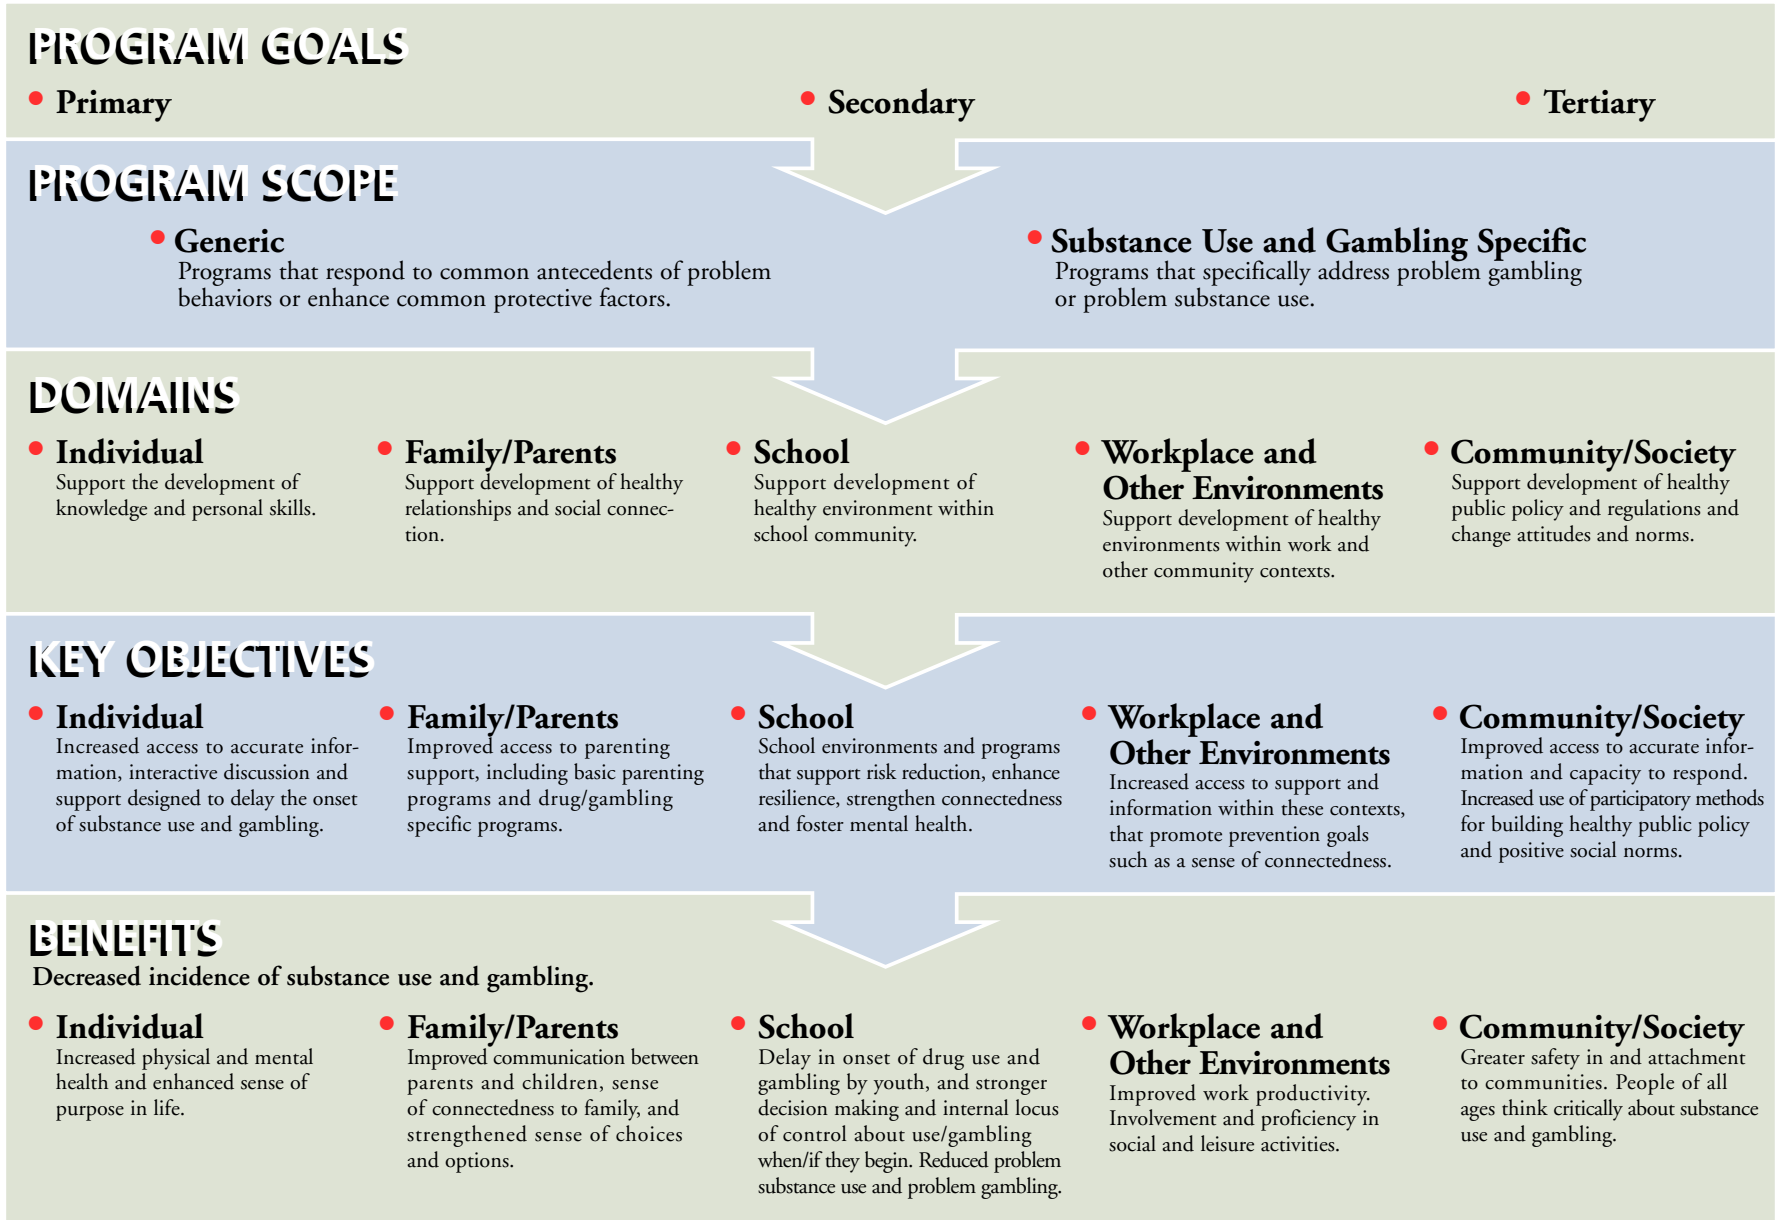 PROGRAM GOALS
• Primary
• Secondary
• Tertiary
PROGRAM SCOPE
• Generic
Programs that respond to common antecedents of problem
behaviors or enhance common protective factors.
• Substance Use and Gambling Specific
Programs that specifically address problem gambling
or problem substance use.
DOMAINS
• Individual
Support the development of
knowledge and personal skills.
• Family/Parents
Support development of healthy
relationships and social connec-
tion.
• School
Support development of
healthy environment within
school community.
• Workplace and
Other Environments
Support development of healthy
environments within work and
other community contexts.
• Community/Society
Support development of healthy
public policy and regulations and
change attitudes and norms.
KEY OBJECTIVES
• Individual
Increased access to accurate infor-
mation, interactive discussion and
support designed to delay the onset
of substance use and gambling.
• Family/Parents
Improved access to parenting
support, including basic parenting
programs and drug/gambling
specific programs.
• School
School environments and programs
that support risk reduction, enhance
resilience, strengthen connectedness
and foster mental health.
• Workplace and
Other Environments
Increased access to support and
information within these contexts,
that promote prevention goals
such as a sense of connectedness.
• Community/Society
Improved access to accurate infor-
mation and capacity to respond.
Increased use of participatory methods
for building healthy public policy
and positive social norms.
BENEFITS
Decreased incidence of substance use and gambling.
• Individual
Increased physical and mental
health and enhanced sense of
purpose in life.
• Family/Parents
Improved communication between
parents and children, sense
of connectedness to family, and
strengthened sense of choices
and options.
• School
Delay in onset of drug use and
gambling by youth, and stronger
decision making and internal locus
of control about use/gambling
when/if they begin. Reduced problem
substance use and problem gambling.
• Workplace and
Other Environments
Improved work productivity.
Involvement and proficiency in
social and leisure activities.
• Community/Society
Greater safety in and attachment
to communities. People of all
ages think critically about substance
use and gambling.